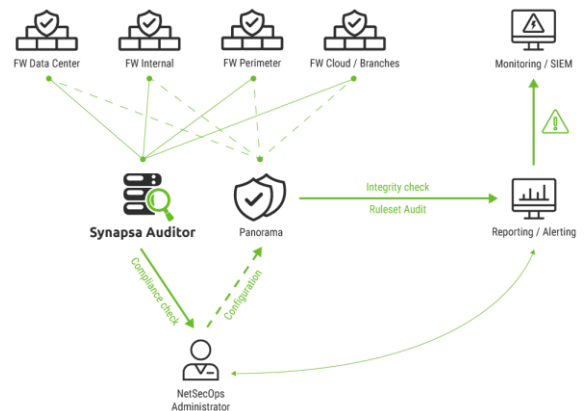 FW Data Center
FW Internal
FW Perimeter
FW Cloud / Branches
Monitoring / SIEM
Synapsa Auditor
Panorama
Integrity check
Ruleset Audit
Reporting / Alerting
Compliance check
Configuration
NetSecOps
Administrator